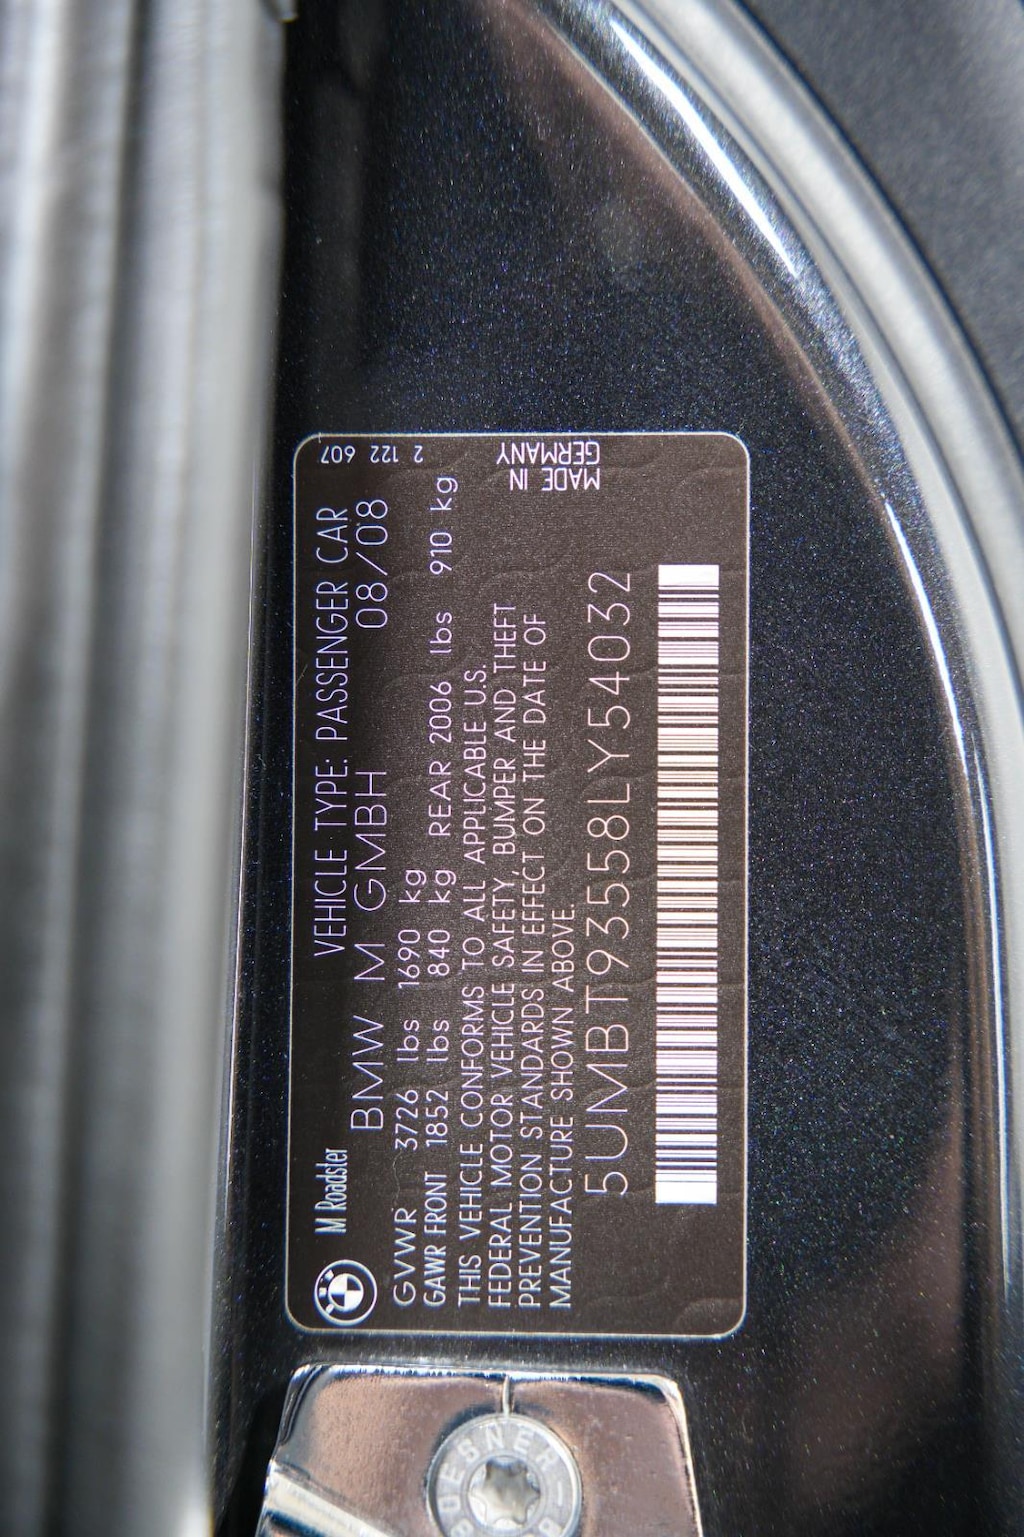 M Roadster VEHICLE TYPE: PASSENGER CAR
BMW M GMBH 08/08
GVWR 3726 lbs 1690 kg
GAWR FRONT 1852 lbs 840 kg REAR 2006 lbs 910 kg
THIS VEHICLE CONFORMS TO ALL APPLICABLE U.S.
FEDERAL MOTOR VEHICLE SAFETY, BUMPER AND THEFT
PREVENTION STANDARDS IN EFFECT ON THE DATE OF
MANUFACTURE SHOWN ABOVE.
5UMBT93558LY54032
2 122 607
MADE IN
GERMANY